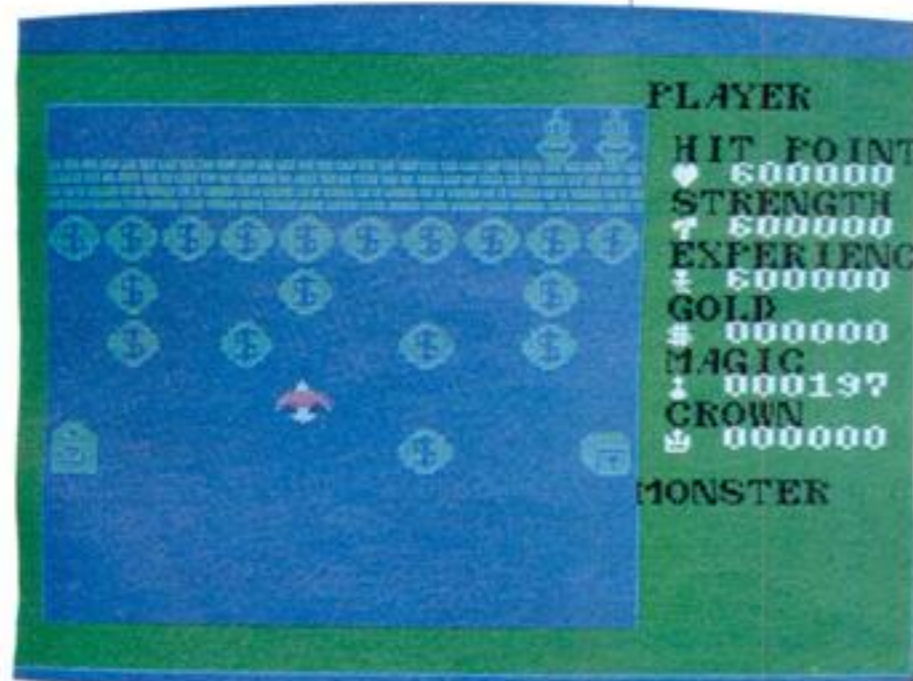 PLAYER
HIT POINT
600000
STRENGTH
600000
EXPERIENC
600000
GOLD
# 000000
MAGIC
000197
CROWN
000000
MONSTER
$ $ $ $ $ $ $ $ $ $
$ $ $
$ $ $ $
$